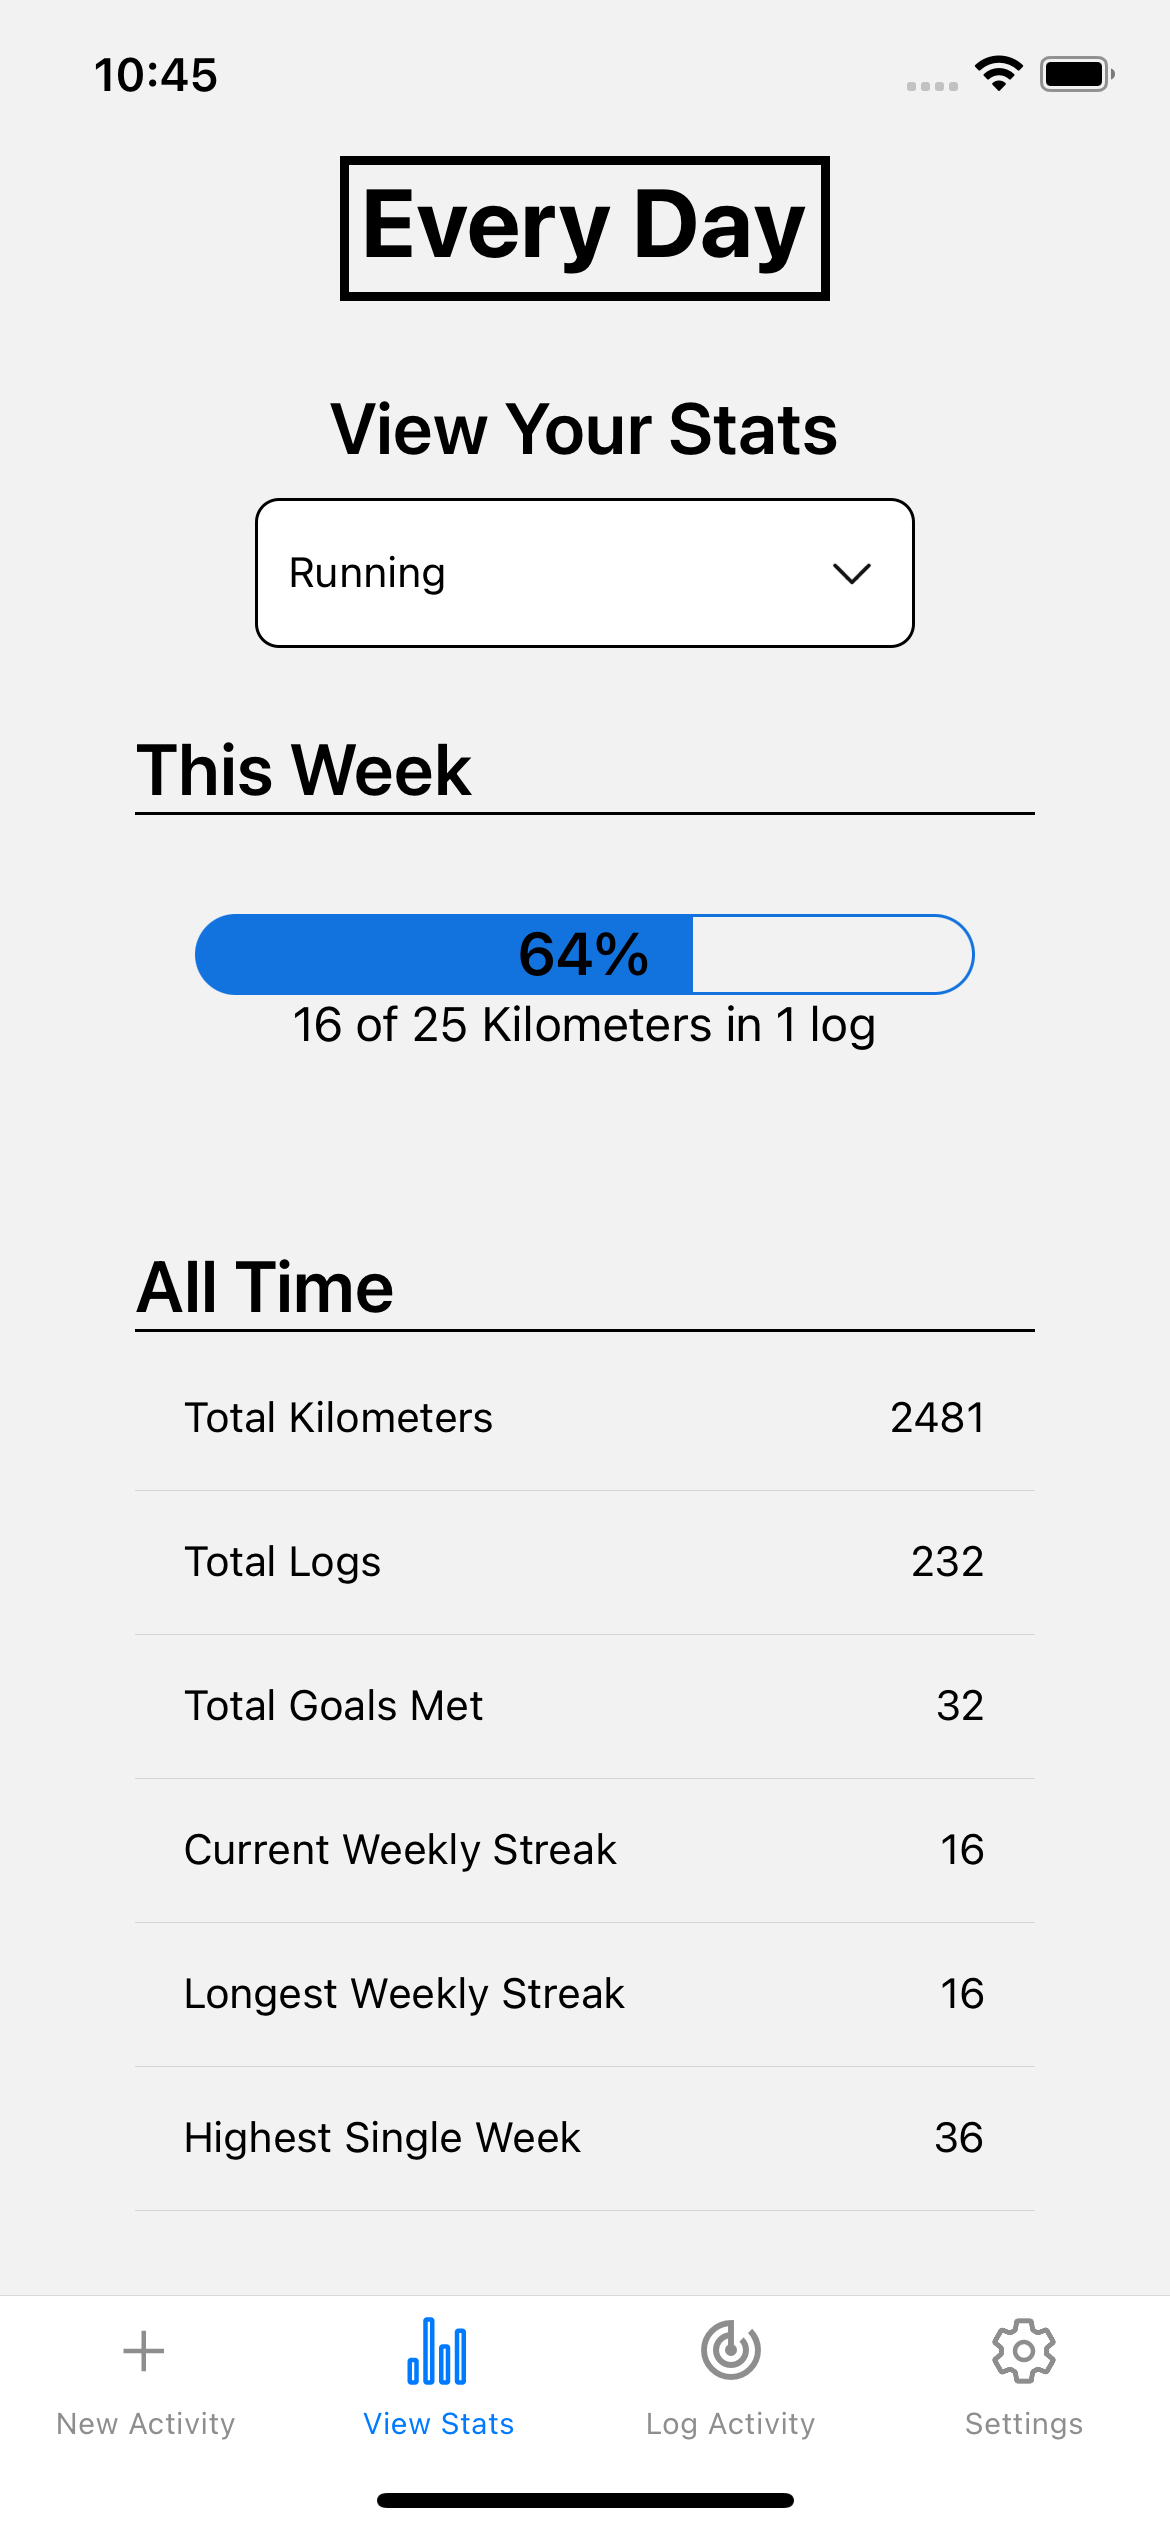 10:45
Every Day
View Your Stats
Running
This Week
64%
16 of 25 Kilometers in 1 log
All Time
Total Kilometers 2481
Total Logs 232
Total Goals Met 32
Current Weekly Streak 16
Longest Weekly Streak 16
Highest Single Week 36
New Activity View Stats Log Activity Settings